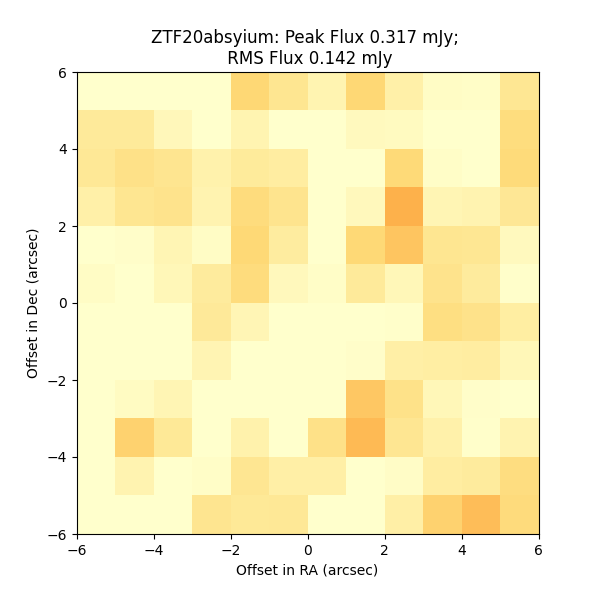 ZTF20absyium: Peak Flux 0.317 mJy;
RMS Flux 0.142 mJy
6
4
2
0
−2
−4
−6
Offset in Dec (arcsec)
−6 −4 −2 0 2 4 6
Offset in RA (arcsec)